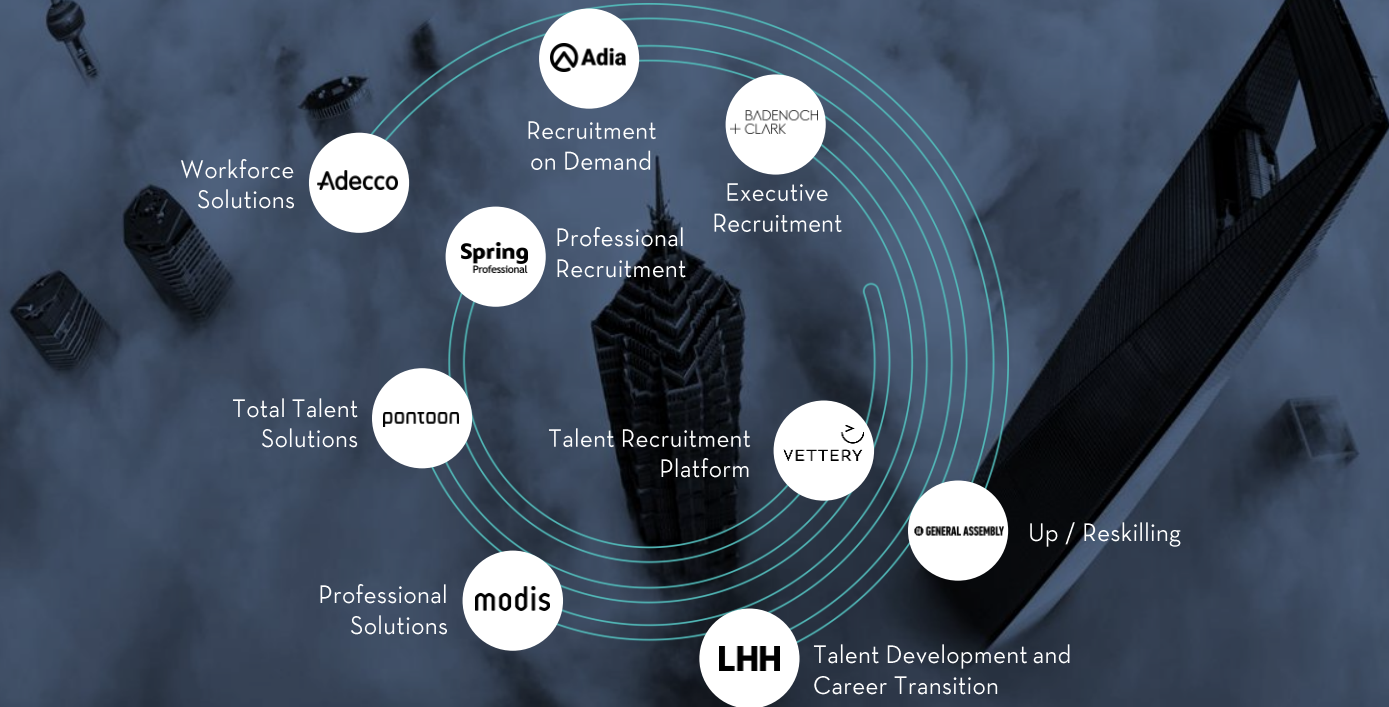 Adia
Recruitment
on Demand
BADENOCH
+ CLARK
Executive
Recruitment
Workforce
Solutions
Adecco
Spring
Professional
Professional
Recruitment
Total Talent
Solutions
pontoon
Talent Recruitment
Platform
VETTERY
GENERAL ASSEMBLY
Up / Reskilling
Professional
Solutions
modis
LHH
Talent Development and
Career Transition